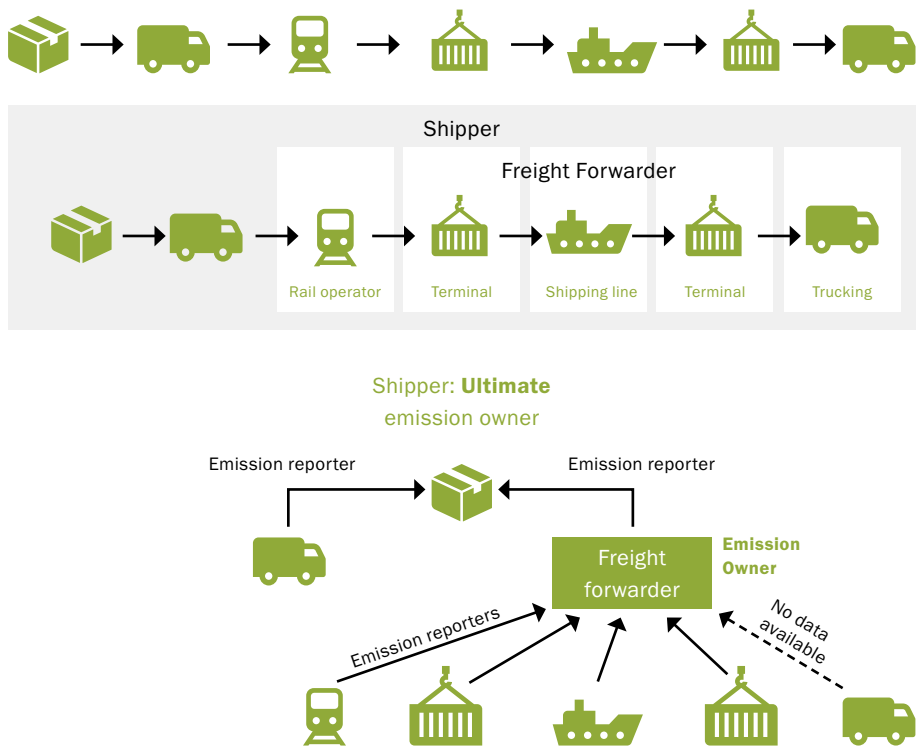 Shipper
Freight Forwarder
Rail operator
Terminal
Shipping line
Terminal
Trucking
Shipper: Ultimate
emission owner
Emission reporter
Emission reporter
Freight
forwarder
Emission
Owner
Emission reporters
No data
available